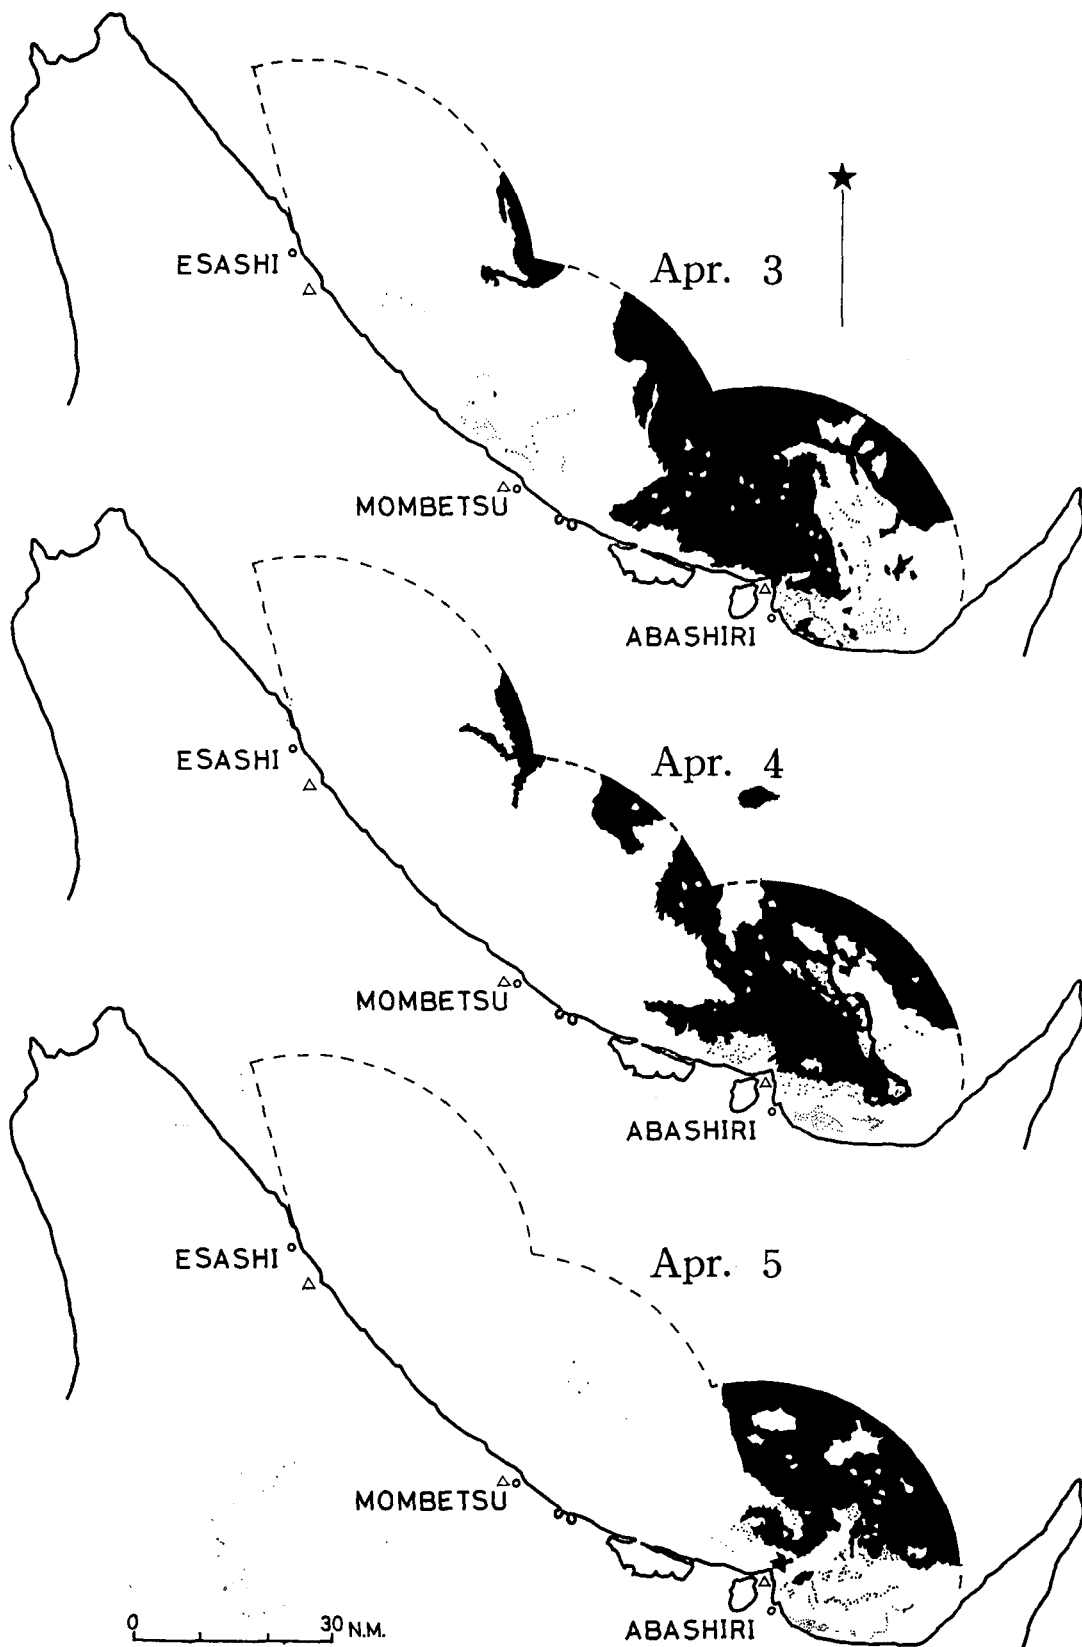 Apr. 3
ESASHI
MOMBETSU
ABASHIRI
Apr. 4
ESASHI
MOMBETSU
ABASHIRI
Apr. 5
ESASHI
MOMBETSU
ABASHIRI
0 30 N.M.